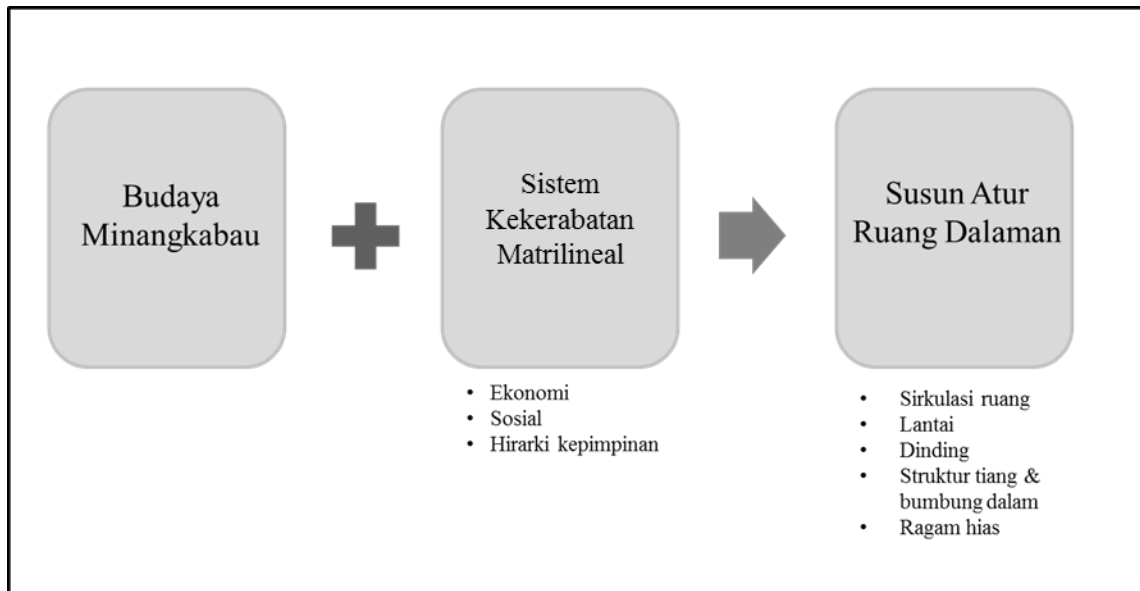 Budaya
Minangkabau
Sistem
Kekerabatan
Matrilineal
• Ekonomi
• Sosial
• Hirarki kepimpinan
Susun Atur
Ruang Dalaman
• Sirkulasi ruang
• Lantai
• Dinding
• Struktur tiang &
bumbung dalam
• Ragam hias